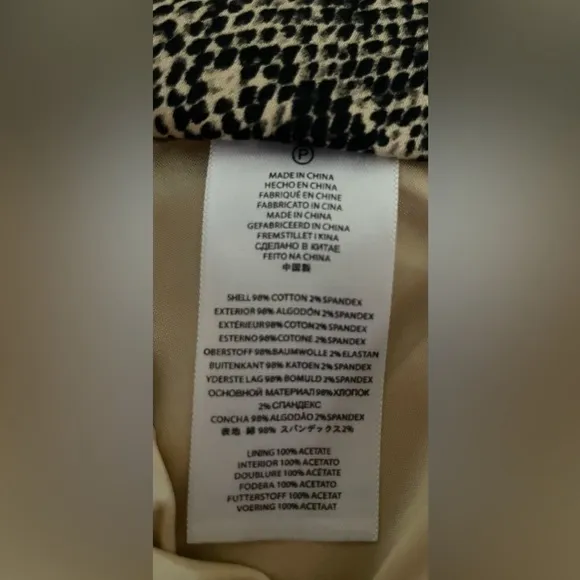 P
MADE IN CHINA
HECHO EN CHINA
FABRIQUÉ EN CHINE
FABBRICATO IN CINA
MADE IN CHINA
GEFABRICEERD IN CHINA
FREMSTILLET I KINA
СДЕЛАНО В КИТАЕ
FEITO NA CHINA
中国製
SHELL 98% COTTON 2% SPANDEX
EXTERIOR 98% ALGODÓN 2% SPANDEX
EXTÉRIEUR 98% COTON 2% SPANDEX
ESTERNO 98% COTONE 2% SPANDEX
OBERSTOFF 98% BAUMWOLLE 2% ELASTAN
BUITENKANT 98% KATOEN 2% SPANDEX
YDERSTE LAG 98% BOMULD 2% SPANDEX
ОСНОВНОЙ МАТЕРИАЛ 98% ХЛОПОК
2% СПАНДЕКС
CONCHA 98% ALGODÃO 2% SPANDEX
表地 綿 98% スパンデックス 2%
LINING 100% ACETATE
INTERIOR 100% ACETATO
DOUBLURE 100% ACÉTATE
FODERA 100% ACETATO
FUTTERSTOFF 100% ACETAT
VOERING 100% ACETAAT